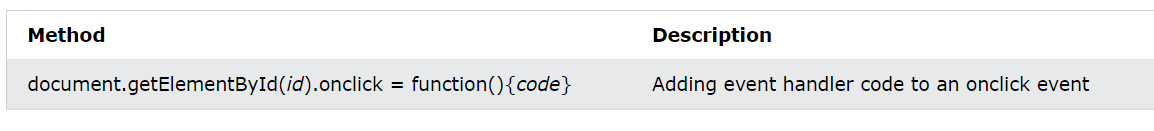 Method Description
document.getElementById(id).onclick = function(){code} Adding event handler code to an onclick event